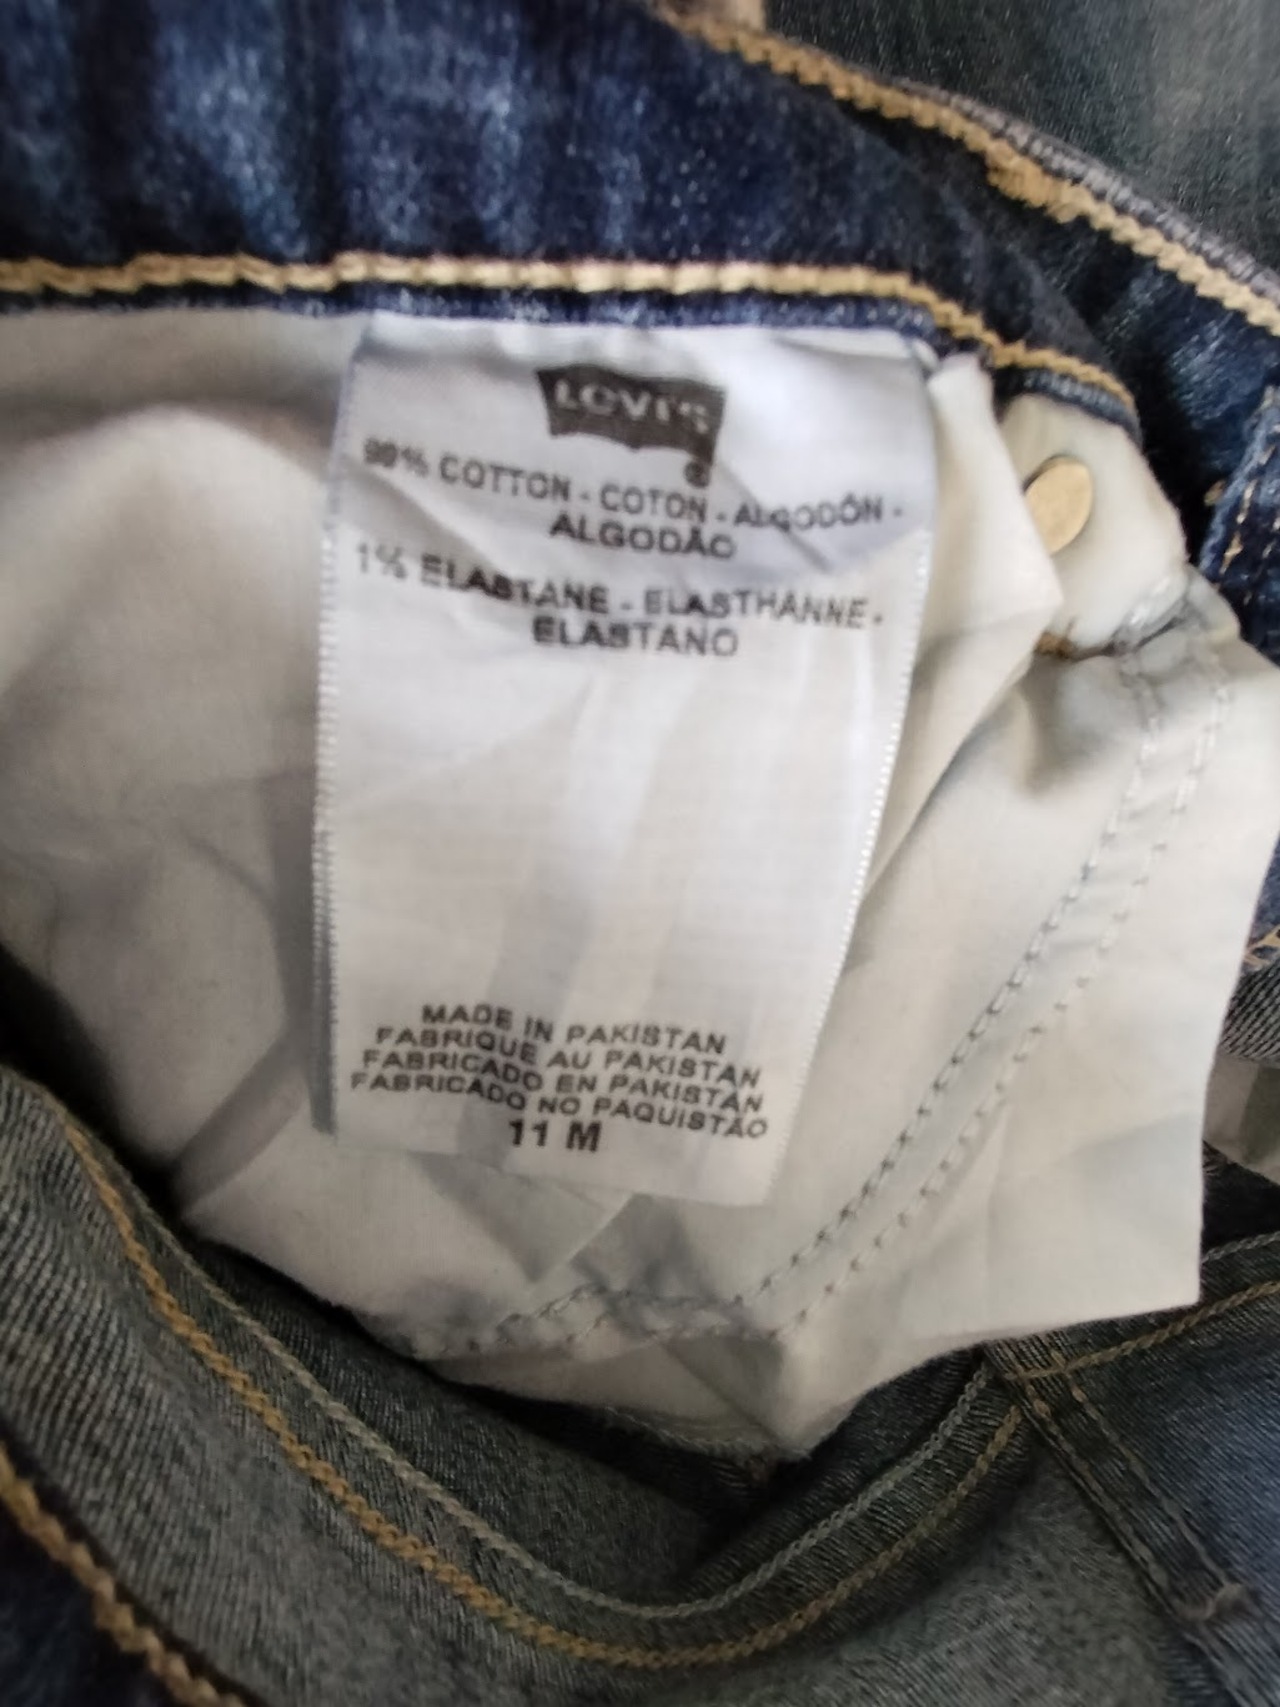 LEVI'S
99% COTTON - COTON - ALGODÓN -
ALGODÃO
1% ELASTANE - ELASTHANNE -
ELASTANO
MADE IN PAKISTAN
FABRIQUE AU PAKISTAN
FABRICADO EN PAKISTAN
FABRICADO NO PAQUISTÃO
11 M